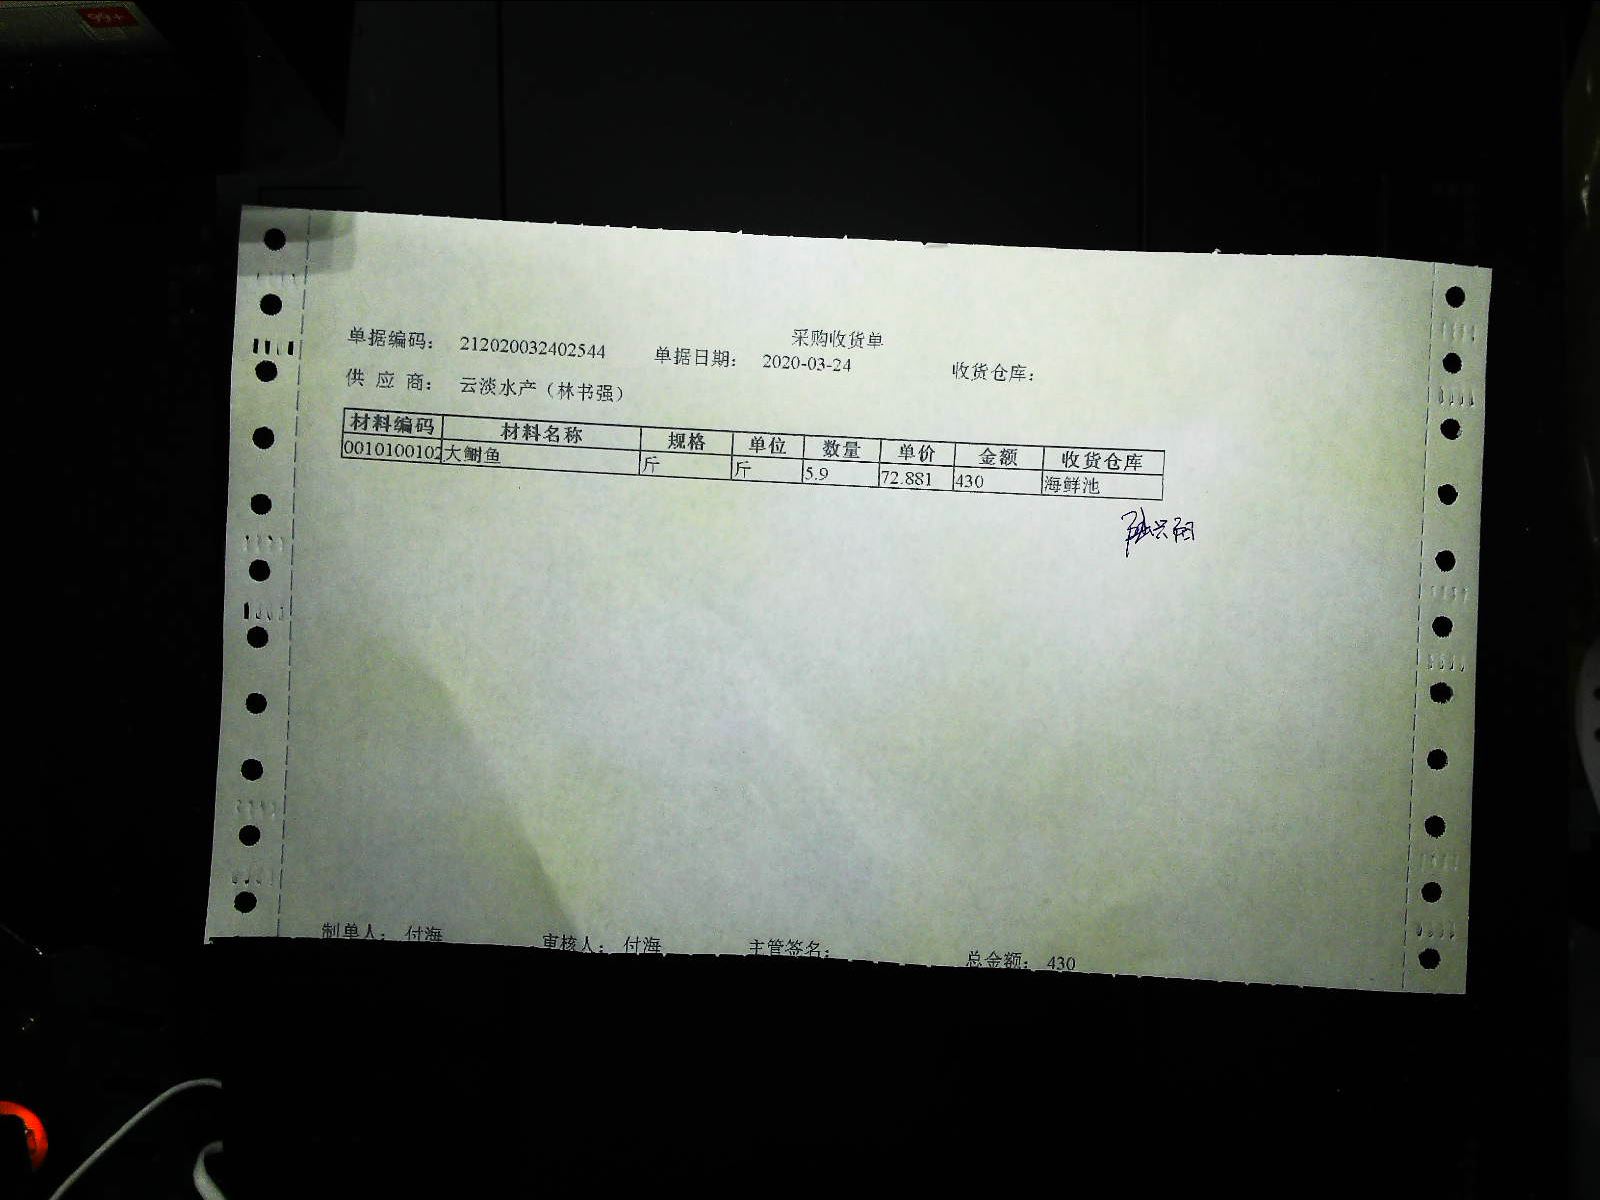 99+
采购收货单
单据编码: 212020032402544 单据日期: 2020-03-24 收货仓库:
供 应 商: 云淡水产（林书强）
材料编码 材料名称 规格 单位 数量 单价 金额 收货仓库
0010100102 大鲥鱼 斤 斤 5.9 72.881 430 海鲜池
制单人: 付海 审核人: 付海 主管签名: 总金额: 430